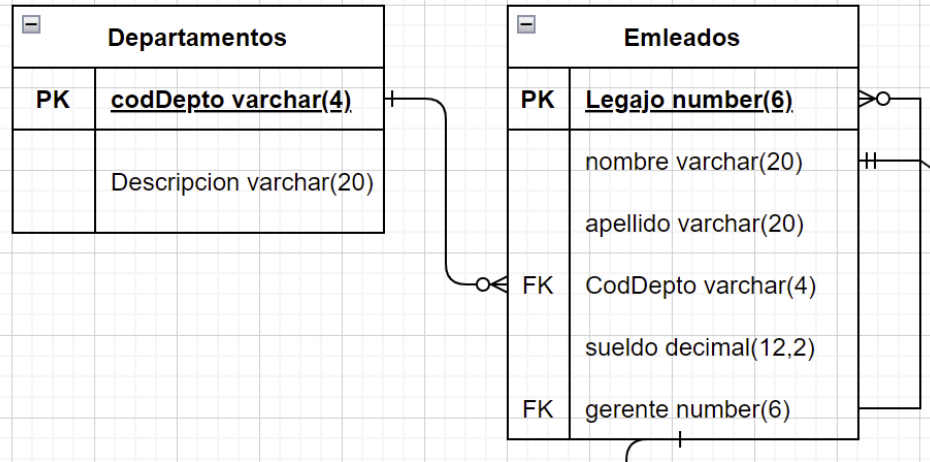 Departamentos
PK codDepto varchar(4)
Descripcion varchar(20)
Emleados
PK Legajo number(6)
nombre varchar(20)
apellido varchar(20)
FK CodDepto varchar(4)
sueldo decimal(12,2)
FK gerente number(6)